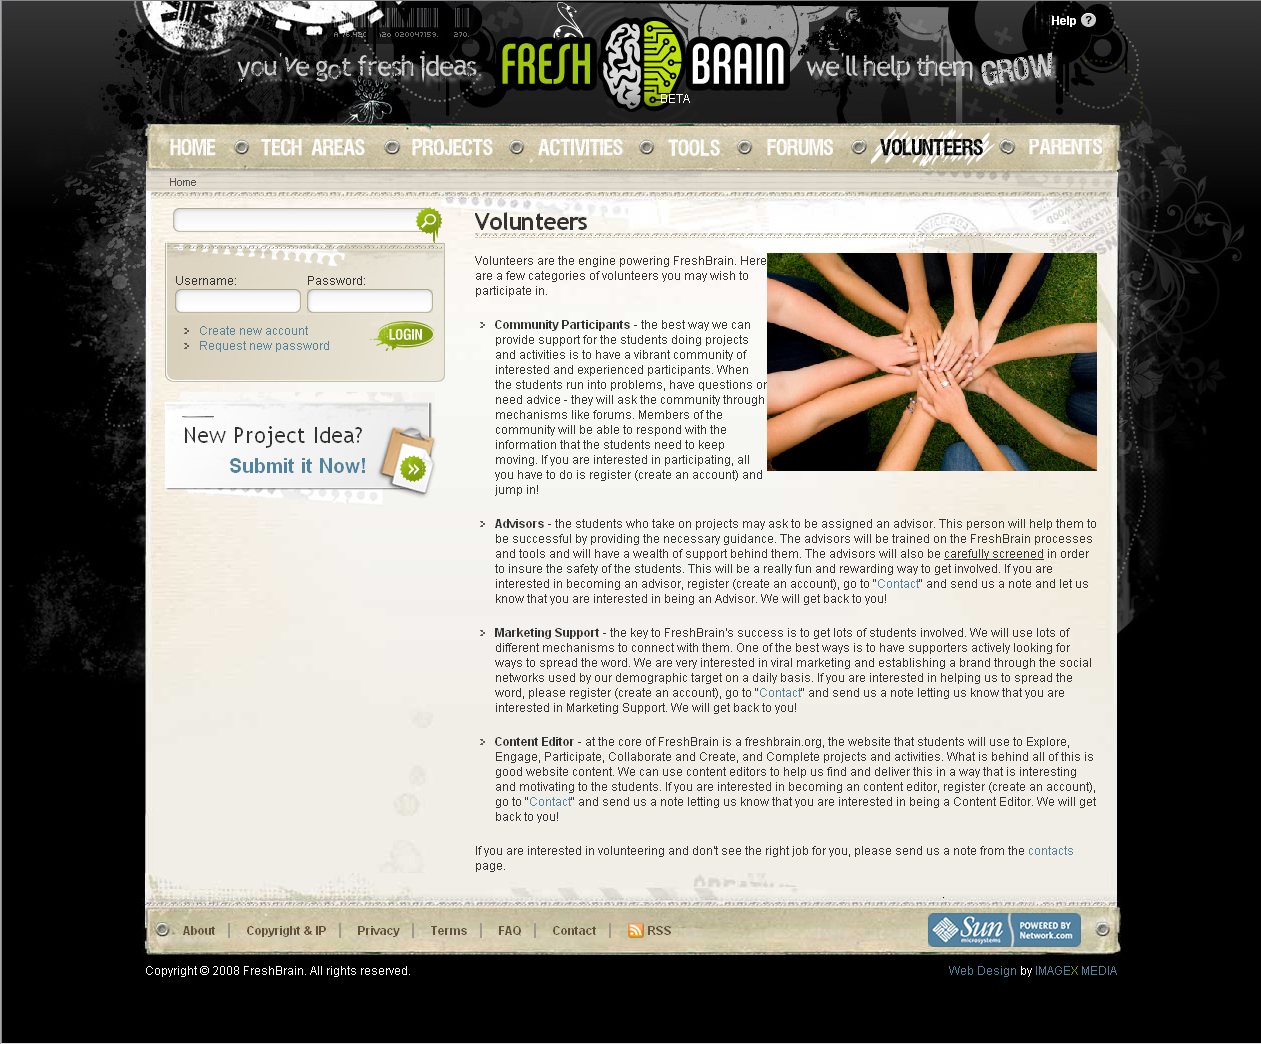 Help ?
you've got fresh ideas. FRESH BRAIN we'll help them GROW
BETA
HOME TECH AREAS PROJECTS ACTIVITIES TOOLS FORUMS VOLUNTEERS PARENTS
Home
Username: Password:
Create new account
Request new password
LOGIN
New Project Idea?
Submit it Now!
Volunteers
Volunteers are the engine powering FreshBrain. Here
are a few categories of volunteers you may wish to
participate in.
Community Participants - the best way we can
provide support for the students doing projects
and activities is to have a vibrant community of
interested and experienced participants. When
the students run into problems, have questions or
need advice - they will ask the community through
mechanisms like forums. Members of the
community will be able to respond with the
information that the students need to keep
moving. If you are interested in participating, all
you have to do is register (create an account) and
jump in!
Advisors - the students who take on projects may ask to be assigned an advisor. This person will help them to
be successful by providing the necessary guidance. The advisors will be trained on the FreshBrain processes
and tools and will have a wealth of support behind them. The advisors will also be carefully screened in order
to insure the safety of the students. This will be a really fun and rewarding way to get involved. If you are
interested in becoming an advisor, register (create an account), go to "Contact" and send us a note and let us
know that you are interested in being an Advisor. We will get back to you!
Marketing Support - the key to FreshBrain's success is to get lots of students involved. We will use lots of
different mechanisms to connect with them. One of the best ways is to have supporters actively looking for
ways to spread the word. We are very interested in viral marketing and establishing a brand through the social
networks used by our demographic target on a daily basis. If you are interested in helping us to spread the
word, please register (create an account), go to "Contact" and send us a note letting us know that you are
interested in Marketing Support. We will get back to you!
Content Editor - at the core of FreshBrain is a freshbrain.org, the website that students will use to Explore,
Engage, Participate, Collaborate and Create, and Complete projects and activities. What is behind all of this is
good website content. We can use content editors to help us find and deliver this in a way that is interesting
and motivating to the students. If you are interested in becoming an content editor, register (create an account),
go to "Contact" and send us a note letting us know that you are interested in being a Content Editor. We will get
back to you!
If you are interested in volunteering and don't see the right job for you, please send us a note from the contacts
page.
About | Copyright & IP | Privacy | Terms | FAQ | Contact | RSS
Sun microsystems POWERED BY Network.com
Copyright © 2008 FreshBrain. All rights reserved.
Web Design by IMAGEX MEDIA